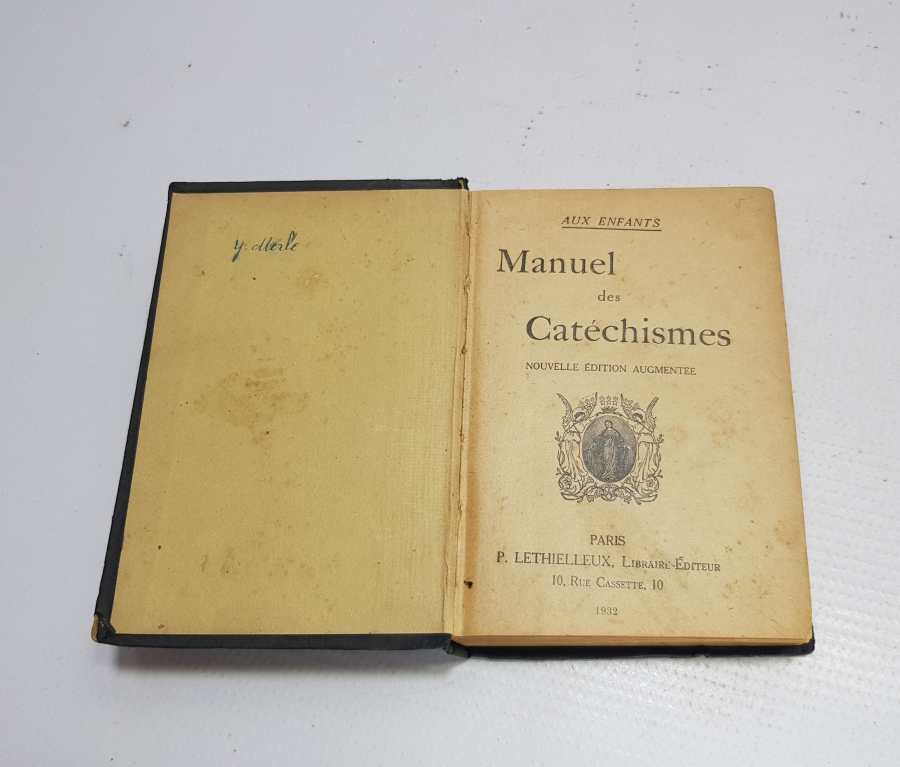 y. Merle
AUX ENFANTS
Manuel
des
Catéchismes
NOUVELLE ÉDITION AUGMENTÉE
PARIS
P. LETHIELLEUX, LIBRAIRE-ÉDITEUR
10, RUE CASSETTE, 10
1932